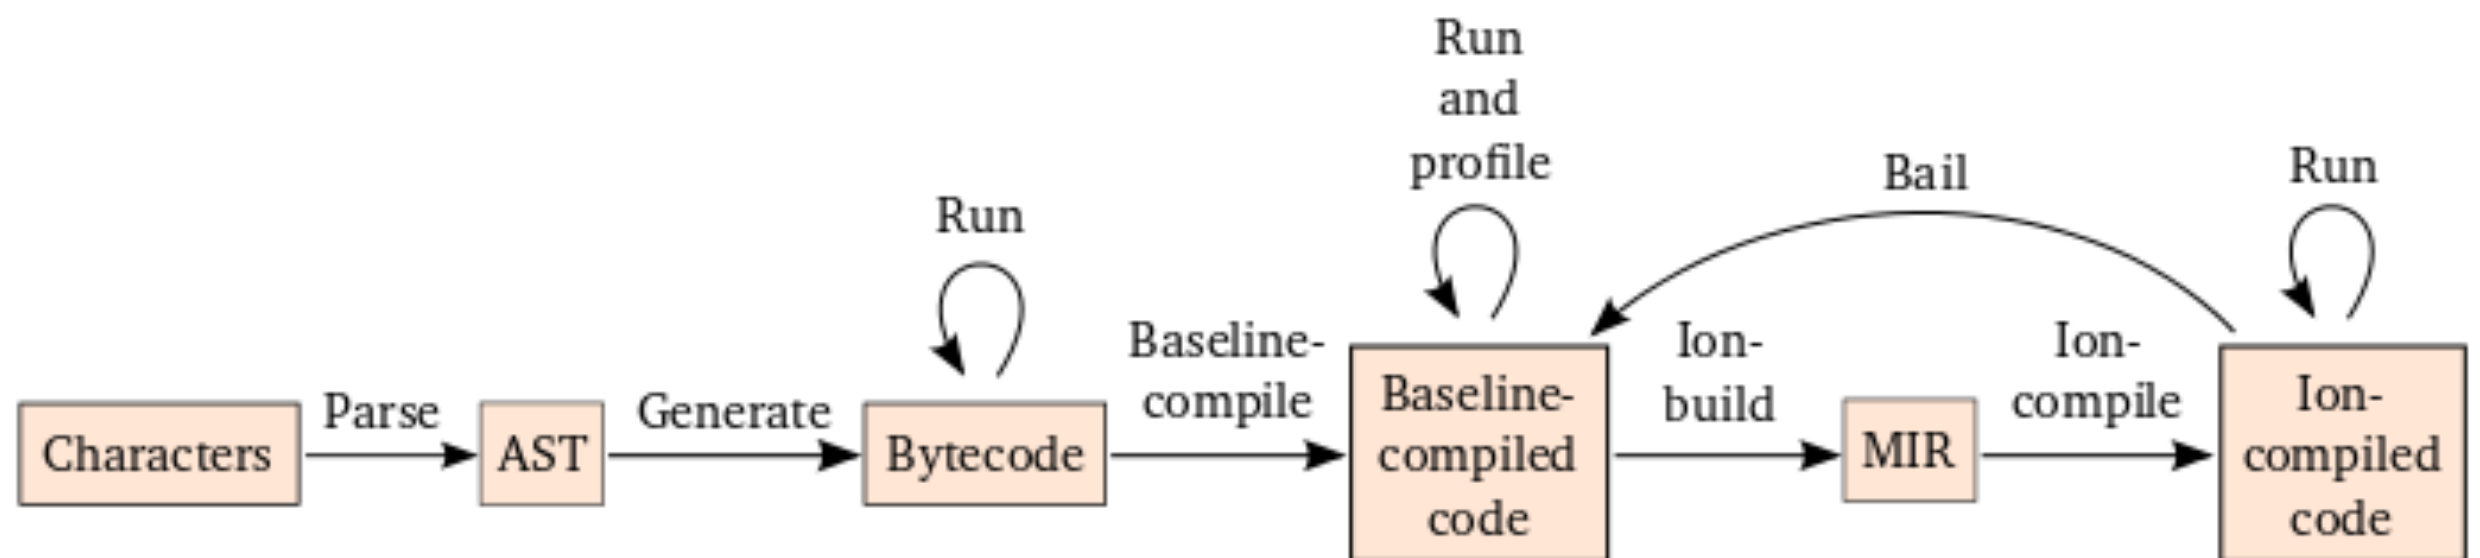 Run
and
profile
Bail
Run
Run
Baseline-
compile
Ion-
build
Ion-
compile
Parse
Generate
Characters
AST
Bytecode
Baseline-
compiled
code
MIR
Ion-
compiled
code